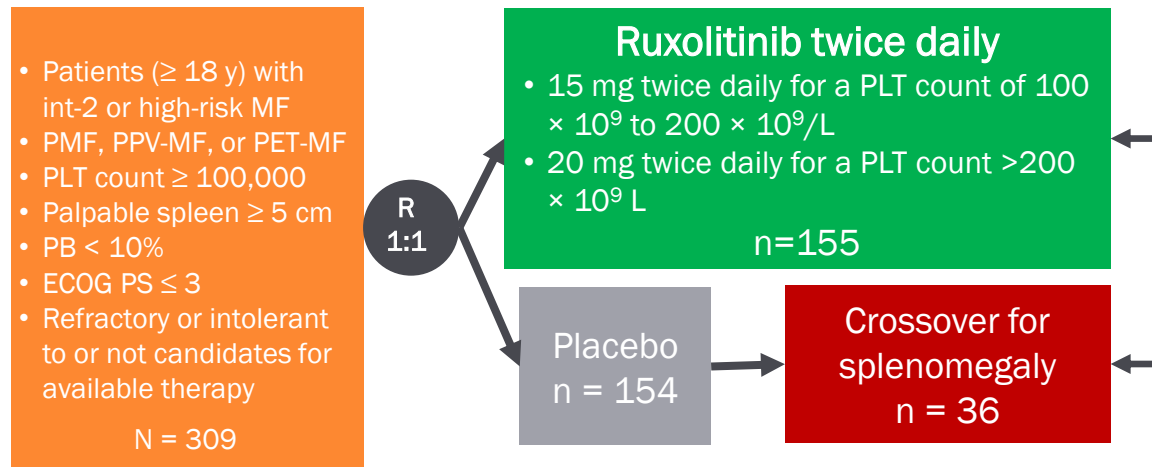 • Patients (≥ 18 y) with
int-2 or high-risk MF
• PMF, PPV-MF, or PET-MF
• PLT count ≥ 100,000
• Palpable spleen ≥ 5 cm
• PB < 10%
• ECOG PS ≤ 3
• Refractory or intolerant
to or not candidates for
available therapy
N = 309
R
1:1
Ruxolitinib twice daily
• 15 mg twice daily for a PLT count of 100
× 10⁹ to 200 × 10⁹/L
• 20 mg twice daily for a PLT count >200
× 10⁹ L
n=155
Placebo
n = 154
Crossover for
splenomegaly
n = 36